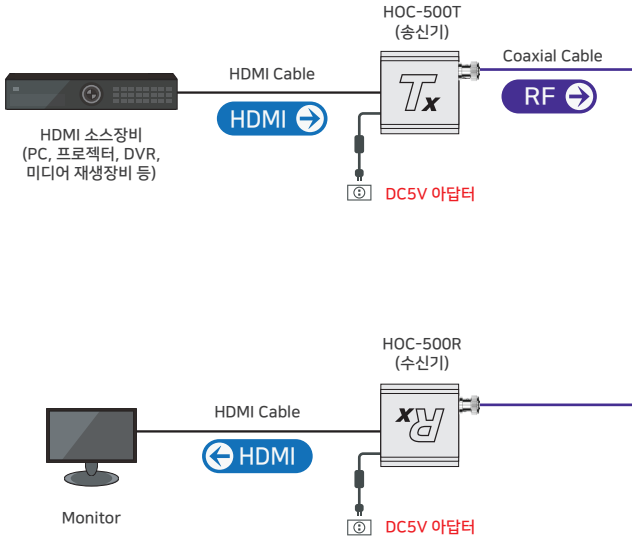 HOC-500T
(송신기)
Coaxial Cable
HDMI Cable
Tx
RF
HDMI
HDMI 소스장비
(PC, 프로젝터, DVR,
미디어 재생장비 등)
DC5V 아답터
HOC-500R
(수신기)
HDMI Cable
Rx
HDMI
Monitor
DC5V 아답터